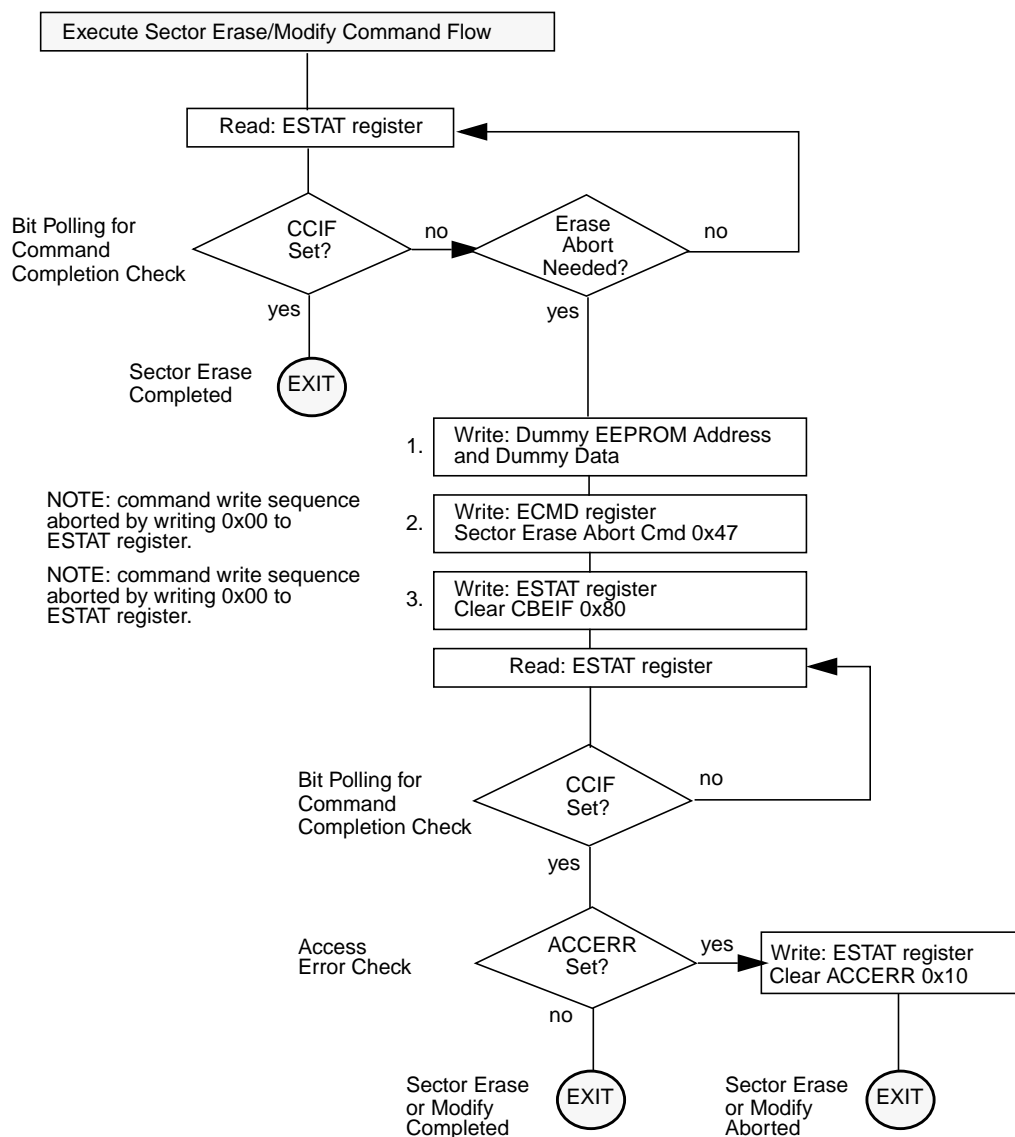 Execute Sector Erase/Modify Command Flow
Read: ESTAT register
Bit Polling for
Command
Completion Check
CCIF
Set?
no
Erase
Abort
Needed?
no
yes
yes
Sector Erase
Completed
EXIT
1.
Write: Dummy EEPROM Address
and Dummy Data
NOTE: command write sequence
aborted by writing 0x00 to
ESTAT register.
2.
Write: ECMD register
Sector Erase Abort Cmd 0x47
NOTE: command write sequence
aborted by writing 0x00 to
ESTAT register.
3.
Write: ESTAT register
Clear CBEIF 0x80
Read: ESTAT register
Bit Polling for
Command
Completion Check
CCIF
Set?
no
yes
Access
Error Check
ACCERR
Set?
yes
Write: ESTAT register
Clear ACCERR 0x10
no
Sector Erase
or Modify
Completed
EXIT
Sector Erase
or Modify
Aborted
EXIT